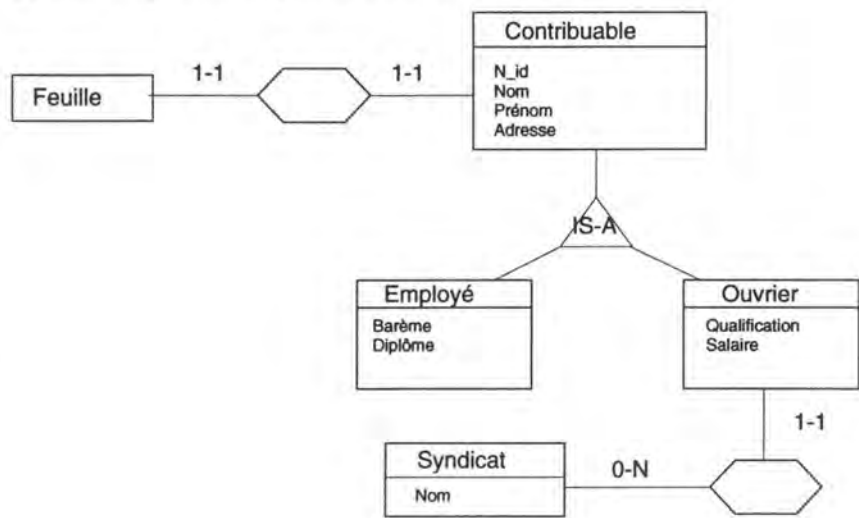 Contribuable
N_id
Nom
Prénom
Adresse
Feuille
1-1
1-1
IS-A
Employé
Barème
Diplôme
Ouvrier
Qualification
Salaire
1-1
Syndicat
Nom
0-N